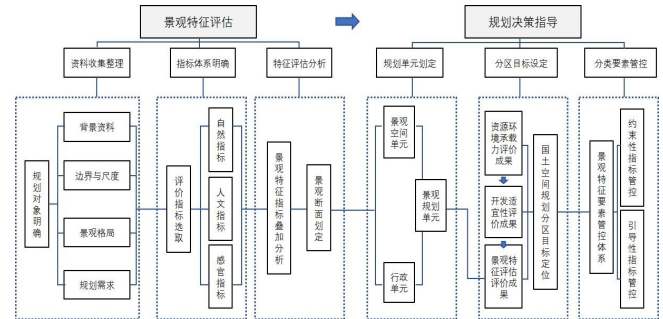 景观特征评估
规划决策指导
资料收集整理
指标体系明确
特征评估分析
规划单元划定
分区目标设定
分类要素管控
规划对象明确
背景资料
边界与尺度
景观格局
规划需求
评价指标选取
自然指标
人文指标
感官指标
景观特征指标叠加分析
景观断面划定
景观
空间
单元
行政
单元
景观
规划
单元
资源环
境承载
力评价
成果
开发适
宜性评
价成果
景观特
征评估
评价成
果
国土空间规划分区目标定位
景观特征要素管控体系
约束性指标管控
引导性指标管控